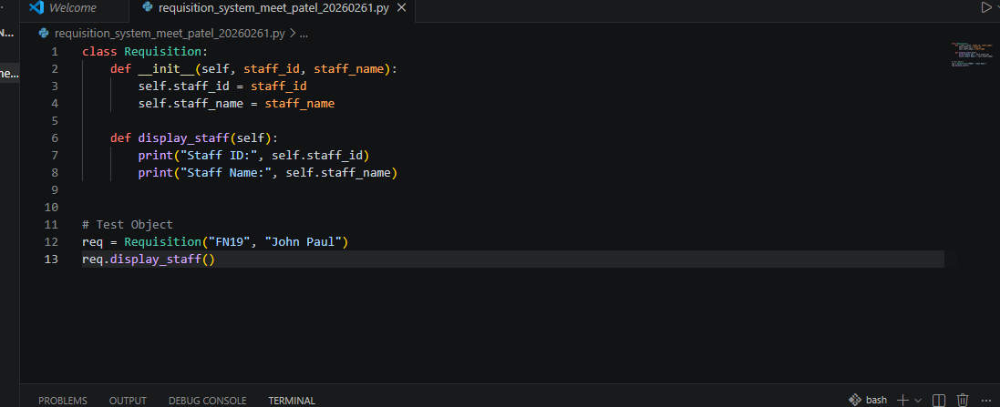 Welcome
requisition_system_meet_patel_20260261.py
N...
requisition_system_meet_patel_20260261.py > ...
ne...
1 class Requisition:
2     def __init__(self, staff_id, staff_name):
3         self.staff_id = staff_id
4         self.staff_name = staff_name
5
6     def display_staff(self):
7         print("Staff ID:", self.staff_id)
8         print("Staff Name:", self.staff_name)
9
10
11 # Test Object
12 req = Requisition("FN19", "John Paul")
13 req.display_staff()
PROBLEMS OUTPUT DEBUG CONSOLE TERMINAL
bash